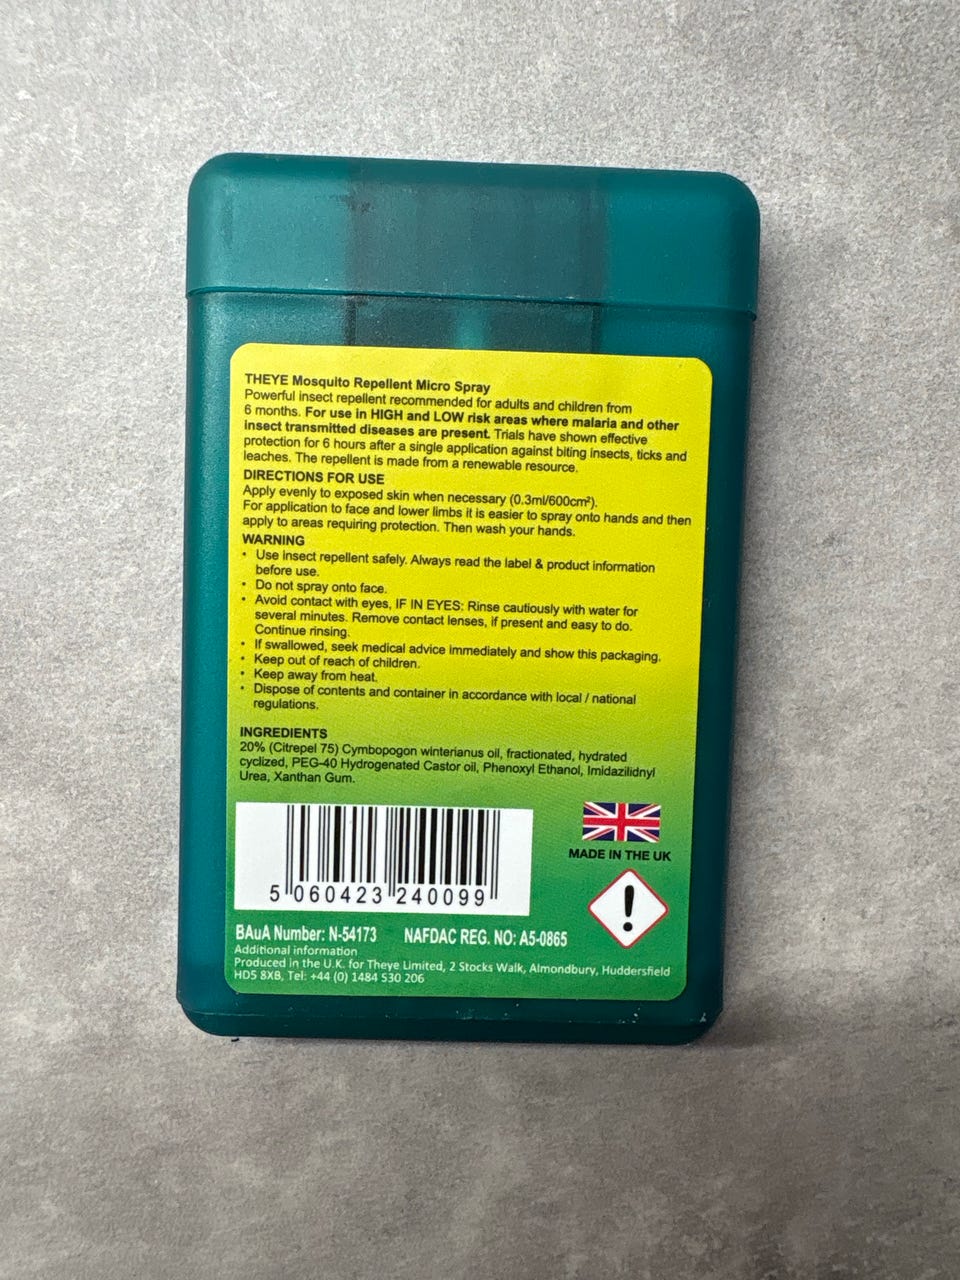 THEYE Mosquito Repellent Micro Spray
Powerful insect repellent recommended for adults and children from
6 months. For use in HIGH and LOW risk areas where malaria and other
insect transmitted diseases are present. Trials have shown effective
protection for 6 hours after a single application against biting insects, ticks and
leaches. The repellent is made from a renewable resource.
DIRECTIONS FOR USE
Apply evenly to exposed skin when necessary (0.3ml/600cm²).
For application to face and lower limbs it is easier to spray onto hands and then
apply to areas requiring protection. Then wash your hands.
WARNING
• Use insect repellent safely. Always read the label & product information
before use.
• Do not spray onto face.
• Avoid contact with eyes, IF IN EYES: Rinse cautiously with water for
several minutes. Remove contact lenses, if present and easy to do.
Continue rinsing.
• If swallowed, seek medical advice immediately and show this packaging.
• Keep out of reach of children.
• Keep away from heat.
• Dispose of contents and container in accordance with local / national
regulations.
INGREDIENTS
20% (Citrepel 75) Cymbopogon winterianus oil, fractionated, hydrated
cyclized, PEG-40 Hydrogenated Castor oil, Phenoxyl Ethanol, Imidazilidnyl
Urea, Xanthan Gum.
MADE IN THE UK
5 060423 240099
BAuA Number: N-54173 NAFDAC REG. NO: A5-0865
Additional information
Produced in the U.K. for Theye Limited, 2 Stocks Walk, Almondbury, Huddersfield
HD5 8XB, Tel: +44 (0) 1484 530 206